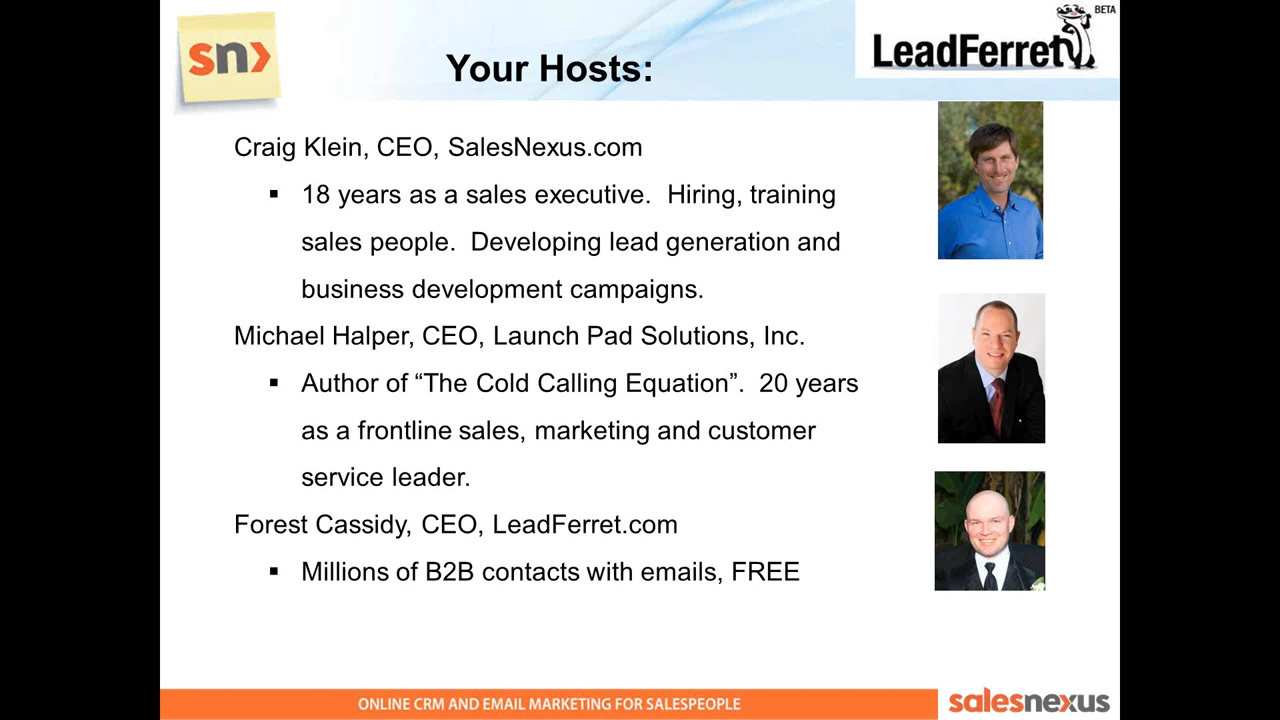 sn>
Your Hosts:
BETA
LeadFerret
Craig Klein, CEO, SalesNexus.com
▪ 18 years as a sales executive.  Hiring, training
sales people.  Developing lead generation and
business development campaigns.
Michael Halper, CEO, Launch Pad Solutions, Inc.
▪ Author of “The Cold Calling Equation”.  20 years
as a frontline sales, marketing and customer
service leader.
Forest Cassidy, CEO, LeadFerret.com
▪ Millions of B2B contacts with emails, FREE
ONLINE CRM AND EMAIL MARKETING FOR SALESPEOPLE
salesnexus